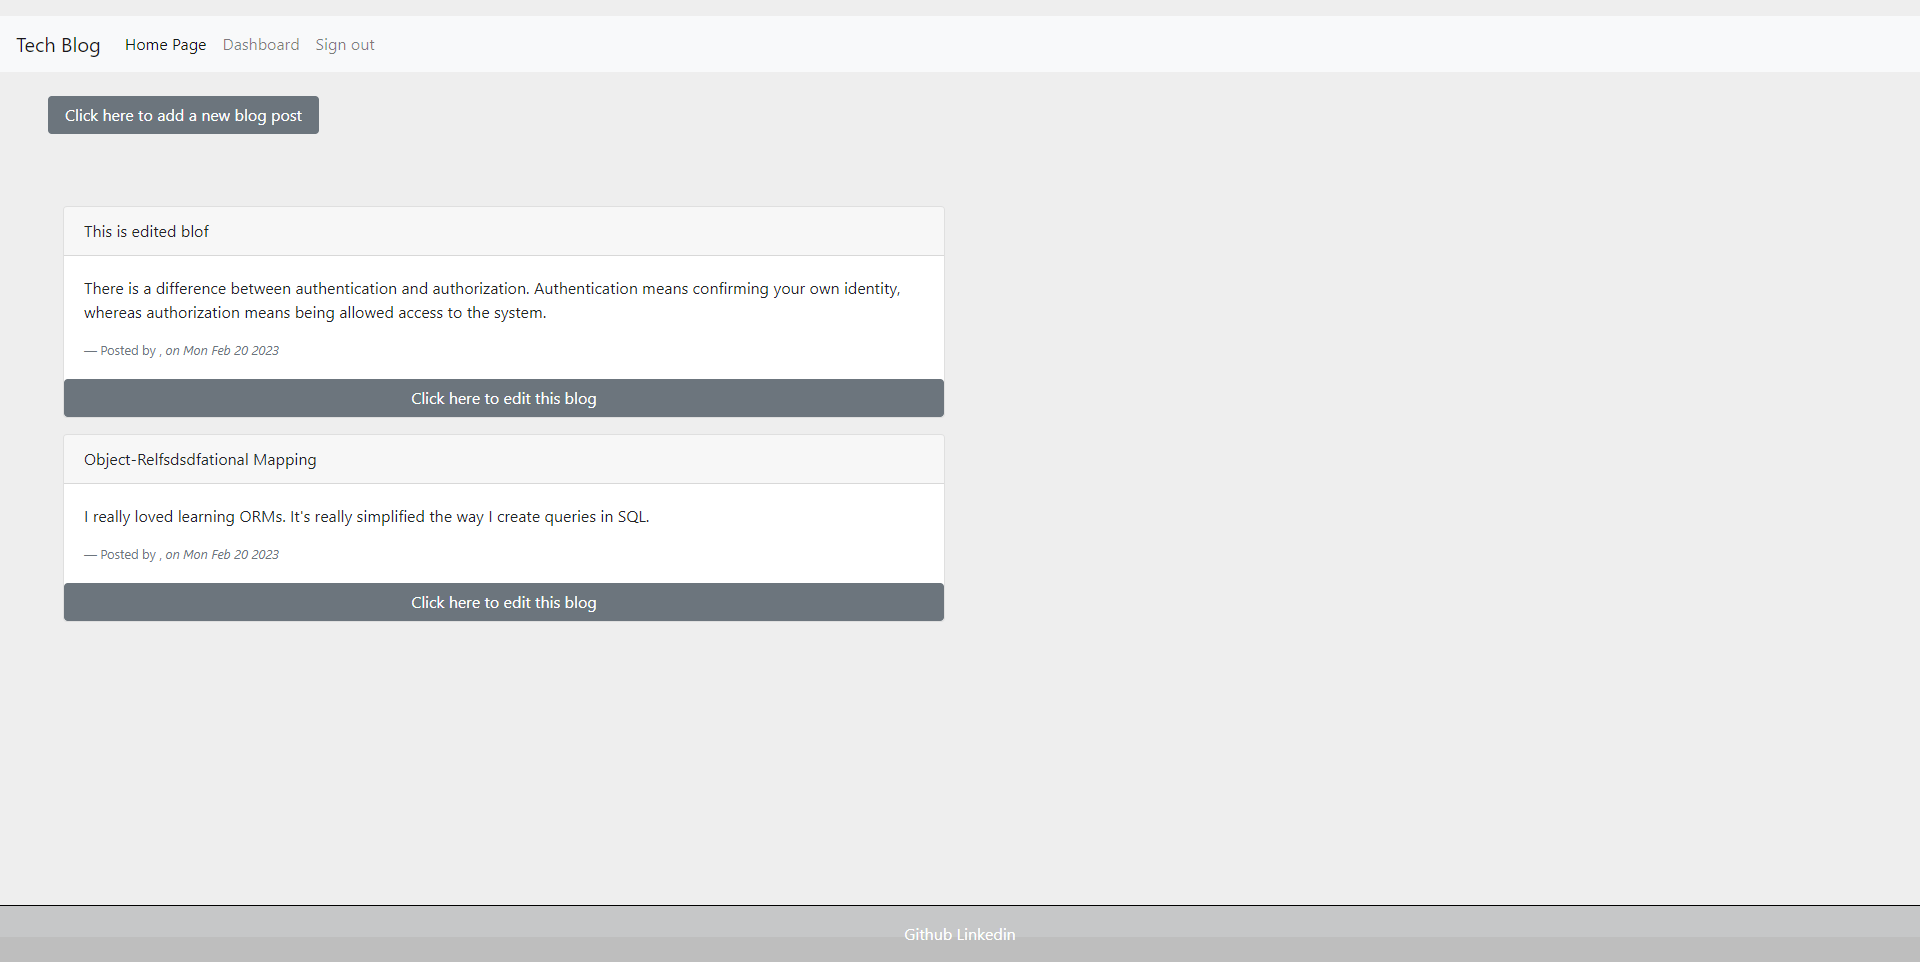 Tech Blog Home Page Dashboard Sign out
Click here to add a new blog post
This is edited blof
There is a difference between authentication and authorization. Authentication means confirming your own identity,
whereas authorization means being allowed access to the system.
— Posted by , on Mon Feb 20 2023
Click here to edit this blog
Object-Relfsdsdfational Mapping
I really loved learning ORMs. It's really simplified the way I create queries in SQL.
— Posted by , on Mon Feb 20 2023
Click here to edit this blog
Github Linkedin